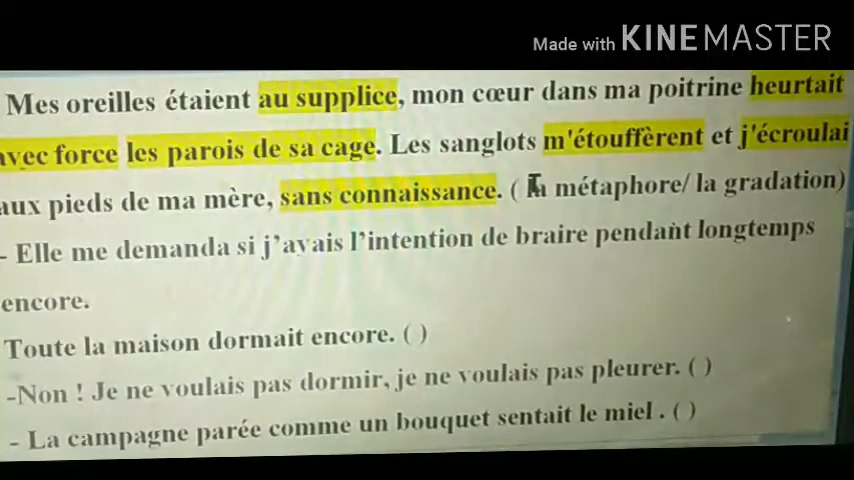 Made with KINEMASTER
Mes oreilles étaient au supplice, mon cœur dans ma poitrine heurtait
avec force les parois de sa cage. Les sanglots m'étouffèrent et j'écroulai
aux pieds de ma mère, sans connaissance. ( la métaphore/ la gradation)
- Elle me demanda si j'avais l'intention de braire pendant longtemps
encore.
Toute la maison dormait encore. ( )
-Non ! Je ne voulais pas dormir, je ne voulais pas pleurer. ( )
- La campagne parée comme un bouquet sentait le miel . ( )